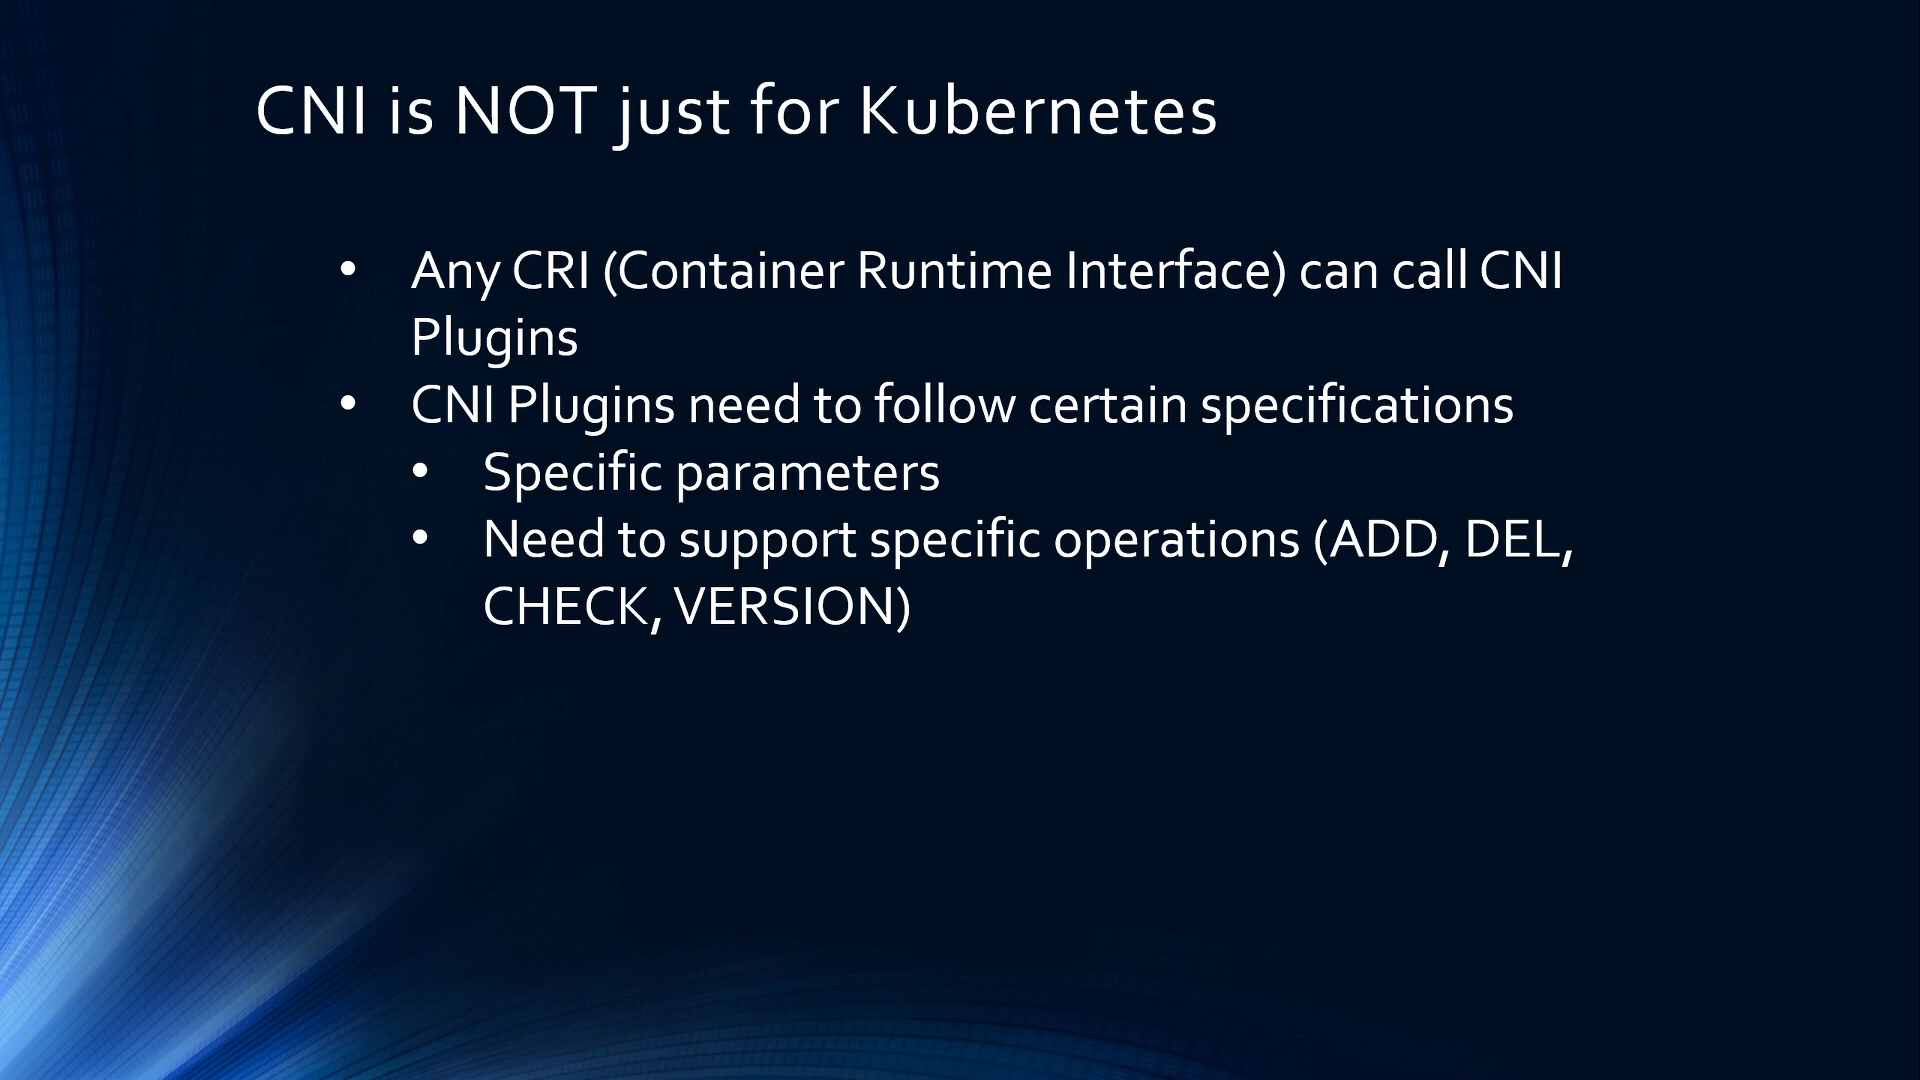 CNI is NOT just for Kubernetes
• Any CRI (Container Runtime Interface) can call CNI
Plugins
• CNI Plugins need to follow certain specifications
• Specific parameters
• Need to support specific operations (ADD, DEL,
CHECK, VERSION)